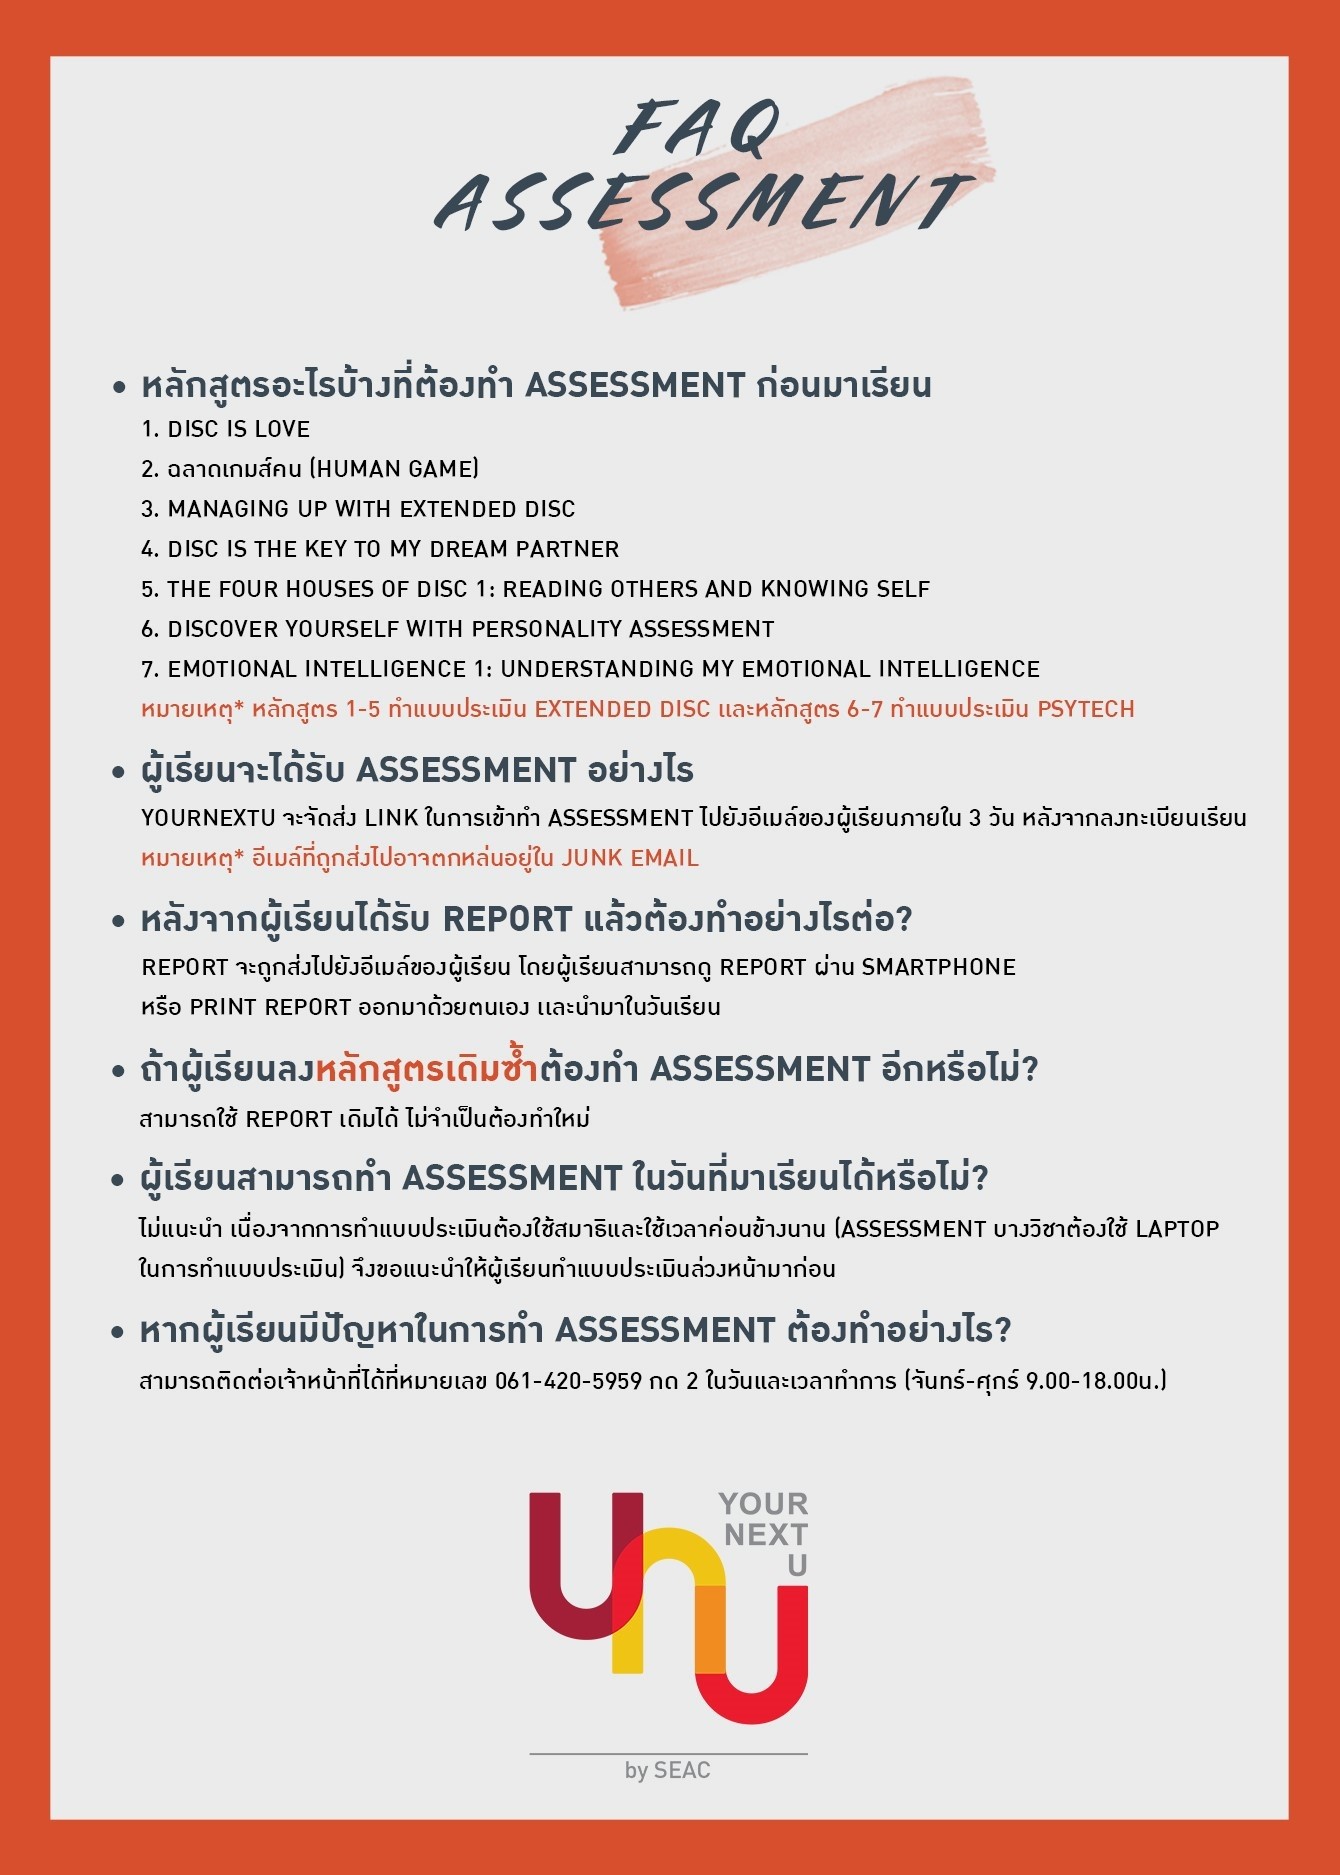 FAQ
ASSESSMENT
• หลักสูตรอะไรบ้างที่ต้องทำ ASSESSMENT ก่อนมาเรียน
1. DISC IS LOVE
2. ฉลาดเกมส์คน (HUMAN GAME)
3. MANAGING UP WITH EXTENDED DISC
4. DISC IS THE KEY TO MY DREAM PARTNER
5. THE FOUR HOUSES OF DISC 1: READING OTHERS AND KNOWING SELF
6. DISCOVER YOURSELF WITH PERSONALITY ASSESSMENT
7. EMOTIONAL INTELLIGENCE 1: UNDERSTANDING MY EMOTIONAL INTELLIGENCE
หมายเหตุ* หลักสูตร 1-5 ทำแบบประเมิน EXTENDED DISC และหลักสูตร 6-7 ทำแบบประเมิน PSYTECH
• ผู้เรียนจะได้รับ ASSESSMENT อย่างไร
YOURNEXTU จะจัดส่ง LINK ในการเข้าทำ ASSESSMENT ไปยังอีเมล์ของผู้เรียนภายใน 3 วัน หลังจากลงทะเบียนเรียน
หมายเหตุ* อีเมล์ที่ถูกส่งไปอาจตกหล่นอยู่ใน JUNK EMAIL
• หลังจากผู้เรียนได้รับ REPORT แล้วต้องทำอย่างไรต่อ?
REPORT จะถูกส่งไปยังอีเมล์ของผู้เรียน โดยผู้เรียนสามารถดู REPORT ผ่าน SMARTPHONE
หรือ PRINT REPORT ออกมาด้วยตนเอง และนำมาในวันเรียน
• ถ้าผู้เรียนลงหลักสูตรเดิมซ้ำต้องทำ ASSESSMENT อีกหรือไม่?
สามารถใช้ REPORT เดิมได้ ไม่จำเป็นต้องทำใหม่
• ผู้เรียนสามารถทำ ASSESSMENT ในวันที่มาเรียนได้หรือไม่?
ไม่แนะนำ เนื่องจากการทำแบบประเมินต้องใช้สมาธิและใช้เวลาค่อนข้างนาน (ASSESSMENT บางวิชาต้องใช้ LAPTOP
ในการทำแบบประเมิน) จึงขอแนะนำให้ผู้เรียนทำแบบประเมินล่วงหน้ามาก่อน
• หากผู้เรียนมีปัญหาในการทำ ASSESSMENT ต้องทำอย่างไร?
สามารถติดต่อเจ้าหน้าที่ได้ที่หมายเลข 061-420-5959 กด 2 ในวันและเวลาทำการ (จันทร์-ศุกร์ 9.00-18.00น.)
YOUR
NEXT
U
unu
by SEAC